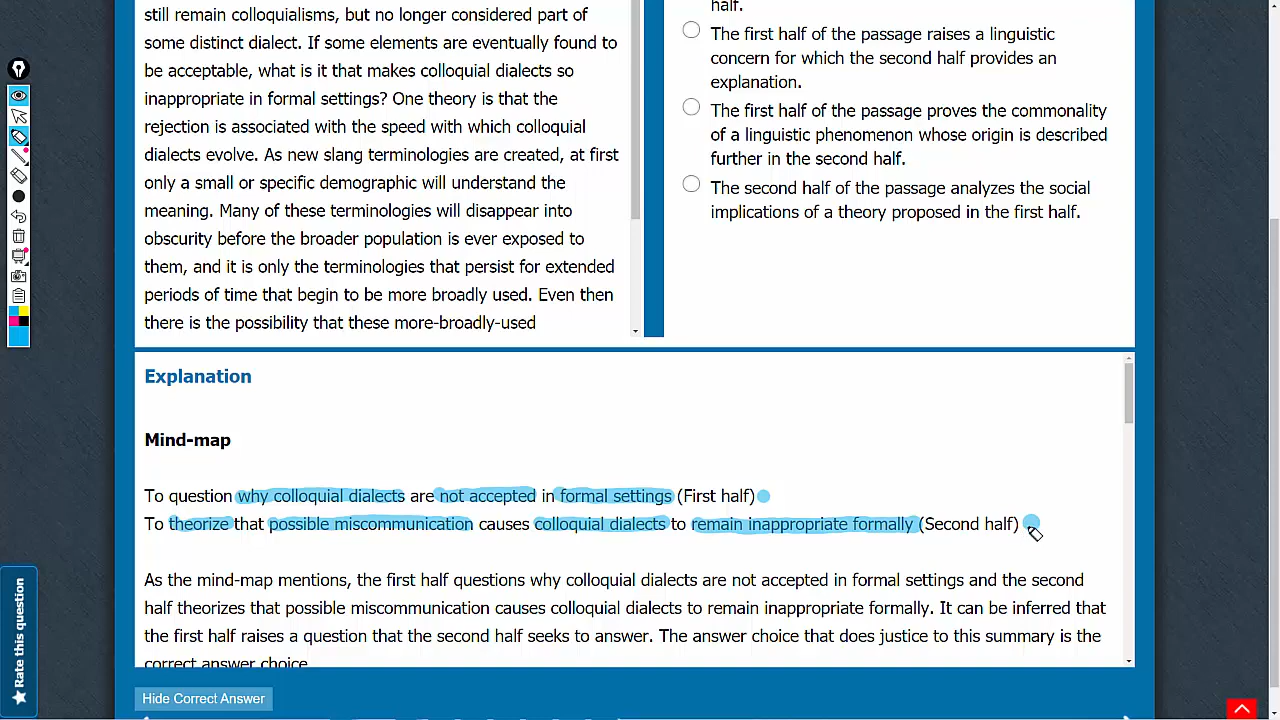 still remain colloquialisms, but no longer considered part of
some distinct dialect. If some elements are eventually found to
be acceptable, what is it that makes colloquial dialects so
inappropriate in formal settings? One theory is that the
rejection is associated with the speed with which colloquial
dialects evolve. As new slang terminologies are created, at first
only a small or specific demographic will understand the
meaning. Many of these terminologies will disappear into
obscurity before the broader population is ever exposed to
them, and it is only the terminologies that persist for extended
periods of time that begin to be more broadly used. Even then
there is the possibility that these more-broadly-used
half.
The first half of the passage raises a linguistic
concern for which the second half provides an
explanation.
The first half of the passage proves the commonality
of a linguistic phenomenon whose origin is described
further in the second half.
The second half of the passage analyzes the social
implications of a theory proposed in the first half.
Explanation
Mind-map
To question why colloquial dialects are not accepted in formal settings (First half)
To theorize that possible miscommunication causes colloquial dialects to remain inappropriate formally (Second half)
As the mind-map mentions, the first half questions why colloquial dialects are not accepted in formal settings and the second
half theorizes that possible miscommunication causes colloquial dialects to remain inappropriate formally. It can be inferred that
the first half raises a question that the second half seeks to answer. The answer choice that does justice to this summary is the
correct answer choice.
Hide Correct Answer
Rate this question